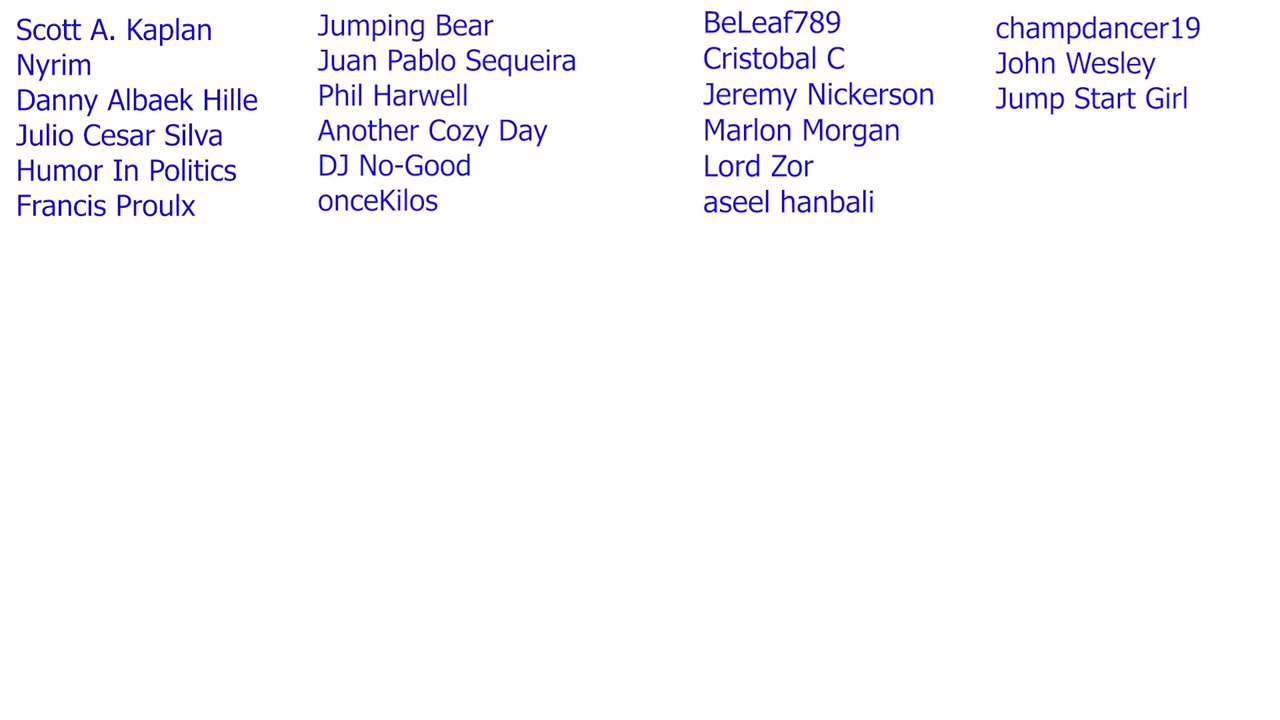 Scott A. Kaplan
Nyrim
Danny Albaek Hille
Julio Cesar Silva
Humor In Politics
Francis Proulx
Jumping Bear
Juan Pablo Sequeira
Phil Harwell
Another Cozy Day
DJ No-Good
onceKilos
BeLeaf789
Cristobal C
Jeremy Nickerson
Marlon Morgan
Lord Zor
aseel hanbali
champdancer19
John Wesley
Jump Start Girl